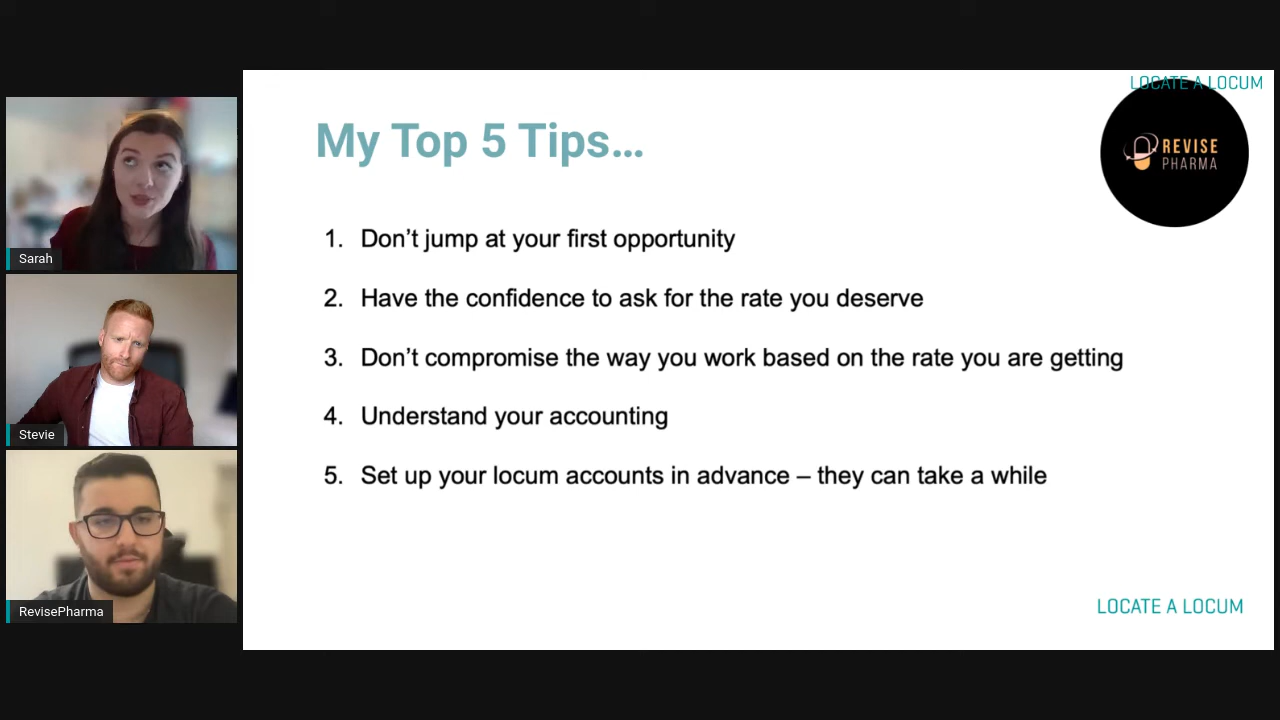 Sarah
Stevie
RevisePharma
LOCATE A LOCUM
REVISE
PHARMA
My Top 5 Tips...
1. Don’t jump at your first opportunity
2. Have the confidence to ask for the rate you deserve
3. Don’t compromise the way you work based on the rate you are getting
4. Understand your accounting
5. Set up your locum accounts in advance – they can take a while
LOCATE A LOCUM